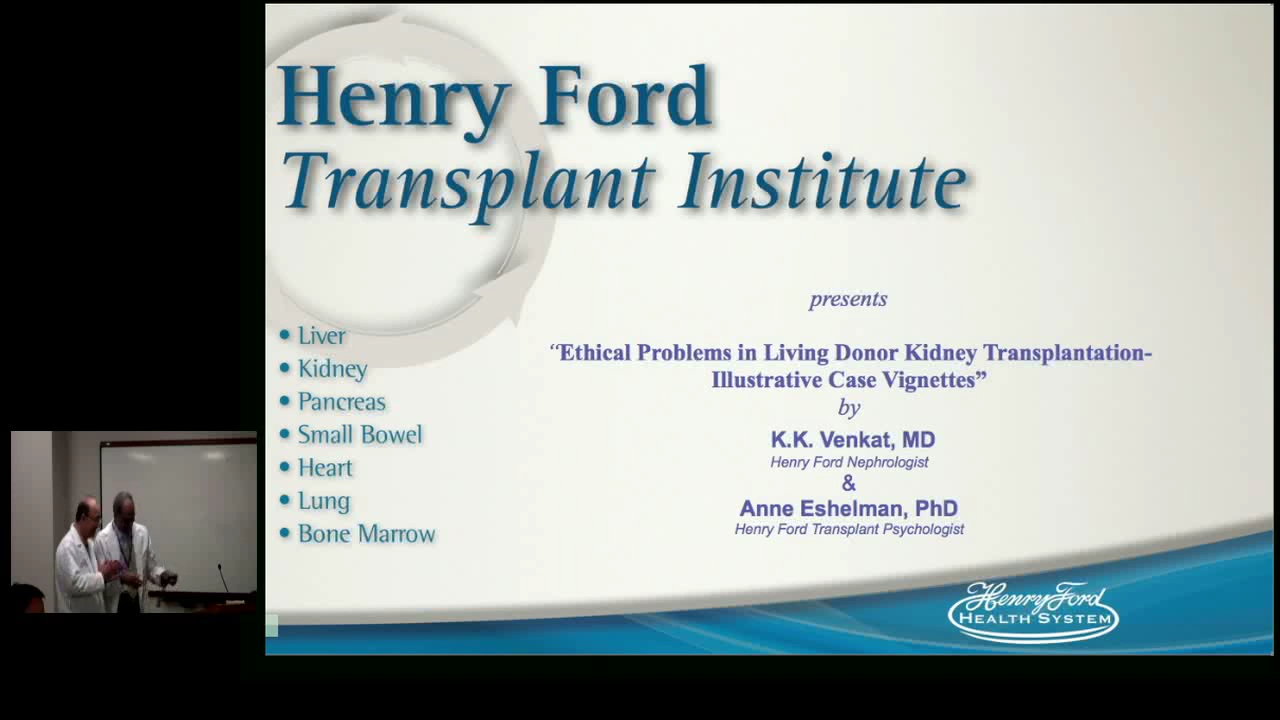 Henry Ford
Transplant Institute
presents
“Ethical Problems in Living Donor Kidney Transplantation-
Illustrative Case Vignettes”
by
K.K. Venkat, MD
Henry Ford Nephrologist
&
Anne Eshelman, PhD
Henry Ford Transplant Psychologist
• Liver
• Kidney
• Pancreas
• Small Bowel
• Heart
• Lung
• Bone Marrow
Henry Ford
HEALTH SYSTEM